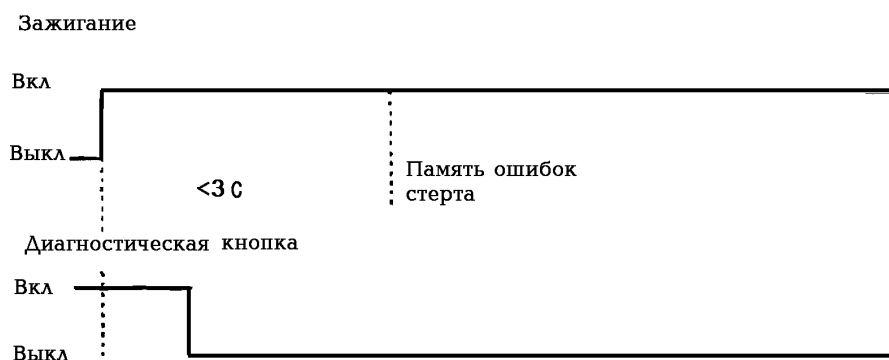 Зажигание
Вкл
Выкл
<3 с
Память ошибок
стерта
Диагностическая кнопка
Вкл
Выкл